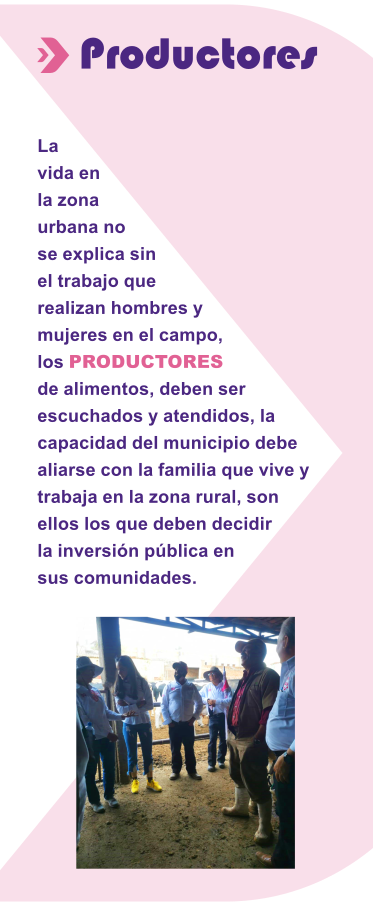 Productores
La
vida en
la zona
urbana no
se explica sin
el trabajo que
realizan hombres y
mujeres en el campo,
los PRODUCTORES
de alimentos, deben ser
escuchados y atendidos, la
capacidad del municipio debe
aliarse con la familia que vive y
trabaja en la zona rural, son
ellos los que deben decidir
la inversión pública en
sus comunidades.